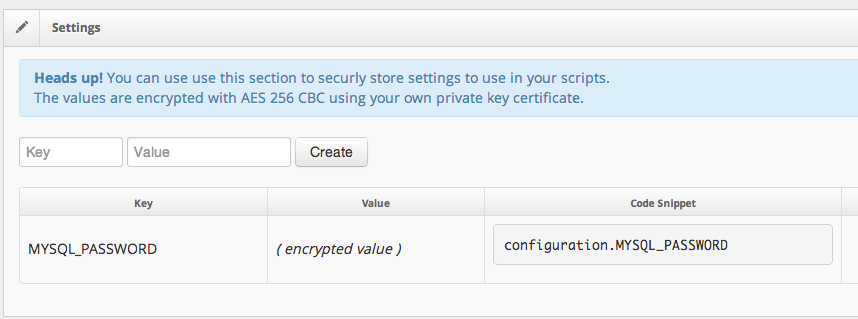 Settings
Heads up! You can use use this section to securly store settings to use in your scripts.
The values are encrypted with AES 256 CBC using your own private key certificate.
Key Value Create
Key Value Code Snippet
MYSQL_PASSWORD ( encrypted value ) configuration.MYSQL_PASSWORD